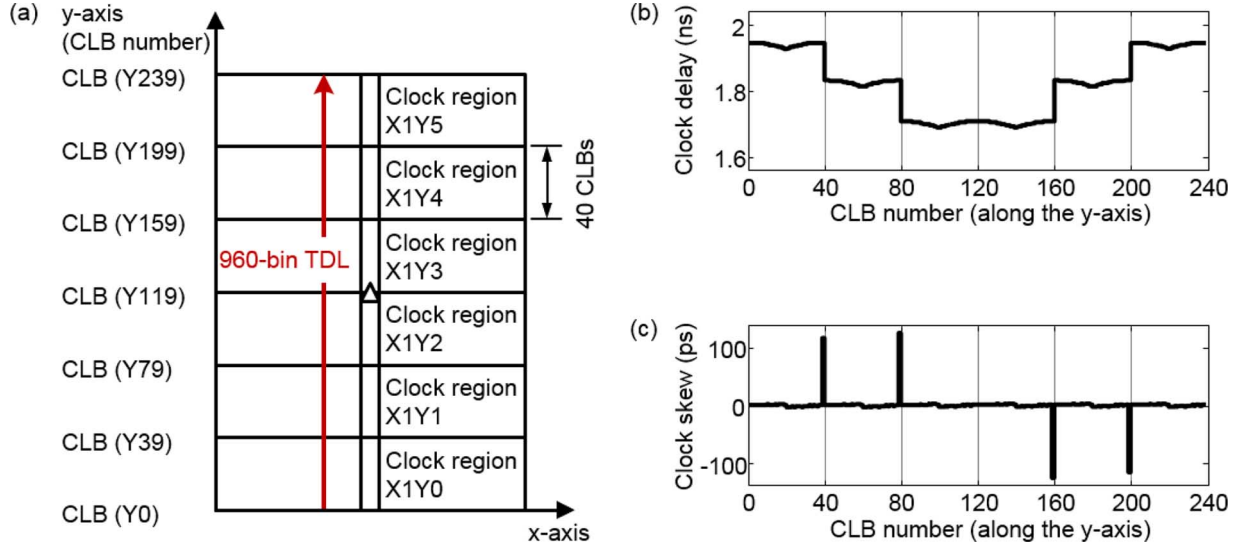 (a)
y-axis
(CLB number)
CLB (Y239)
CLB (Y199)
CLB (Y159)
CLB (Y119)
CLB (Y79)
CLB (Y39)
CLB (Y0)
960-bin TDL
Clock region
X1Y5
Clock region
X1Y4
Clock region
X1Y3
Clock region
X1Y2
Clock region
X1Y1
Clock region
X1Y0
40 CLBs
x-axis
(b)
Clock delay (ns)
2
1.8
1.6
0 40 80 120 160 200 240
CLB number (along the y-axis)
(c)
Clock skew (ps)
100
0
-100
0 40 80 120 160 200 240
CLB number (along the y-axis)